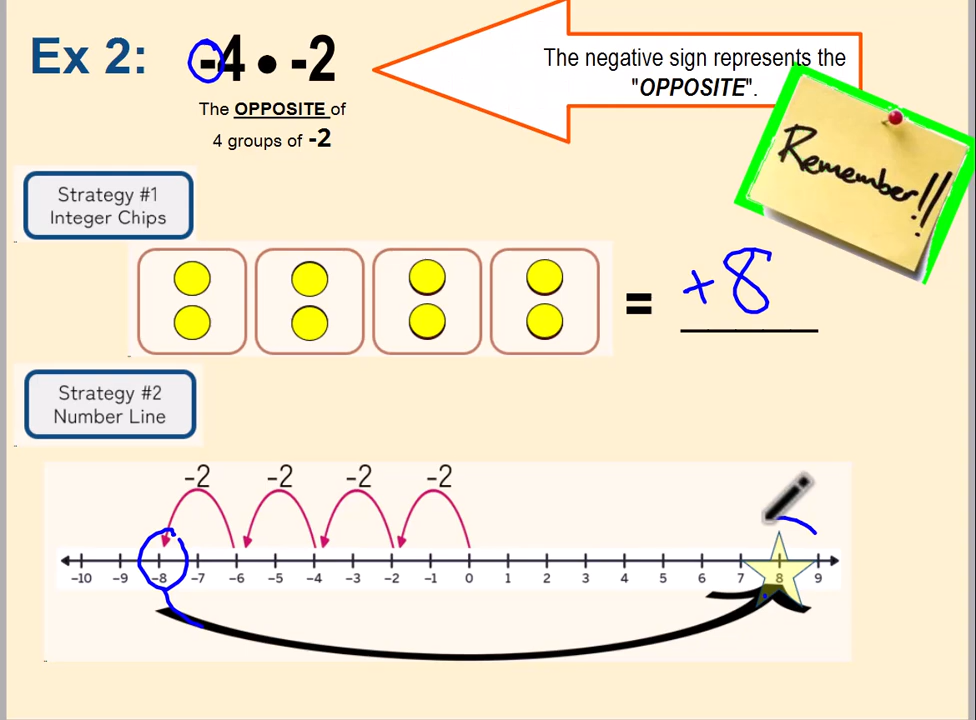 Ex 2: -4 • -2
The OPPOSITE of
4 groups of -2
The negative sign represents the
"OPPOSITE".
Remember!!
Strategy #1
Integer Chips
= +8
Strategy #2
Number Line
-2 -2 -2 -2
-10 -9 -8 -7 -6 -5 -4 -3 -2 -1 0 1 2 3 4 5 6 7 8 9